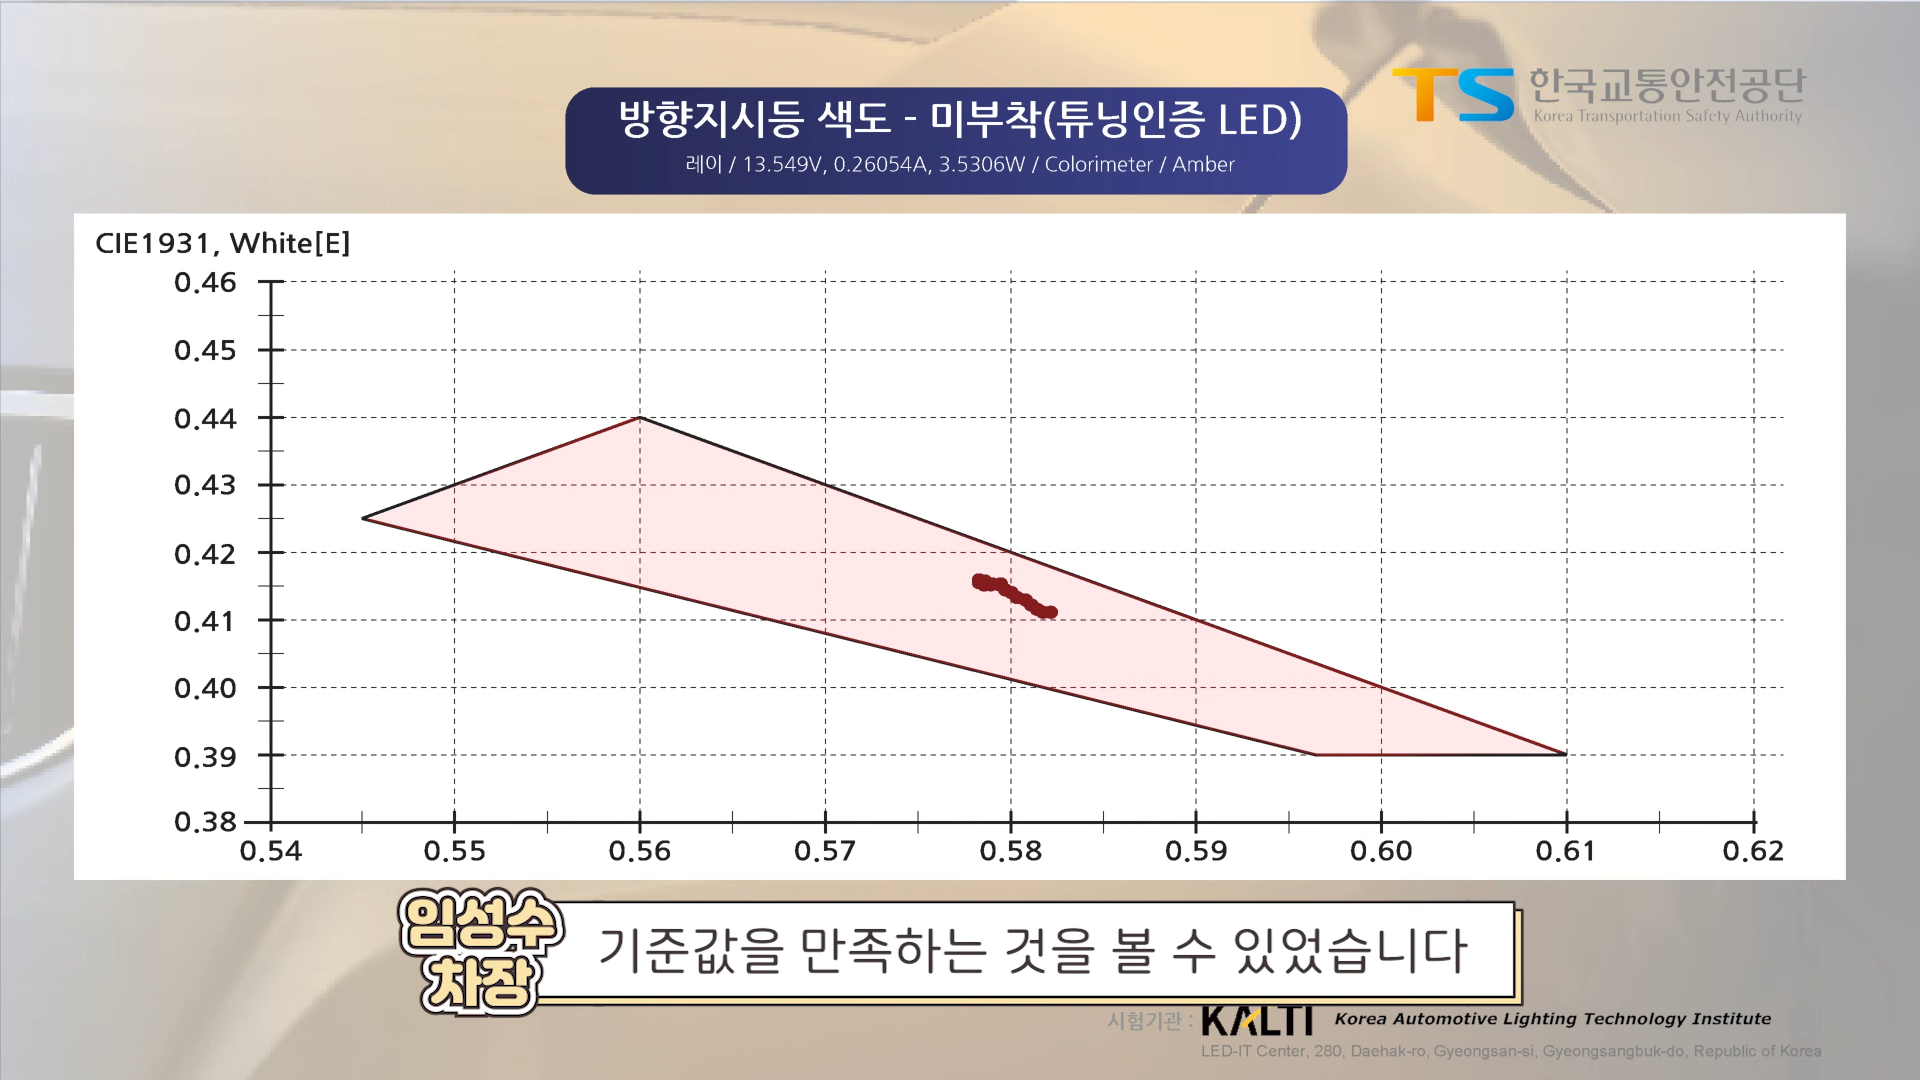 방향지시등 색도 - 미부착(튜닝인증 LED)
레이 / 13.549V, 0.26054A, 3.5306W / Colorimeter / Amber
TS 한국교통안전공단
Korea Transportation Safety Authority
CIE1931, White[E]
0.46
0.45
0.44
0.43
0.42
0.41
0.40
0.39
0.38
0.54 0.55 0.56 0.57 0.58 0.59 0.60 0.61 0.62
임성수
차장
기준값을 만족하는 것을 볼 수 있었습니다
시험기관 : KALTI Korea Automotive Lighting Technology Institute
LED-IT Center, 280, Daehak-ro, Gyeongsan-si, Gyeongsangbuk-do, Republic of Korea